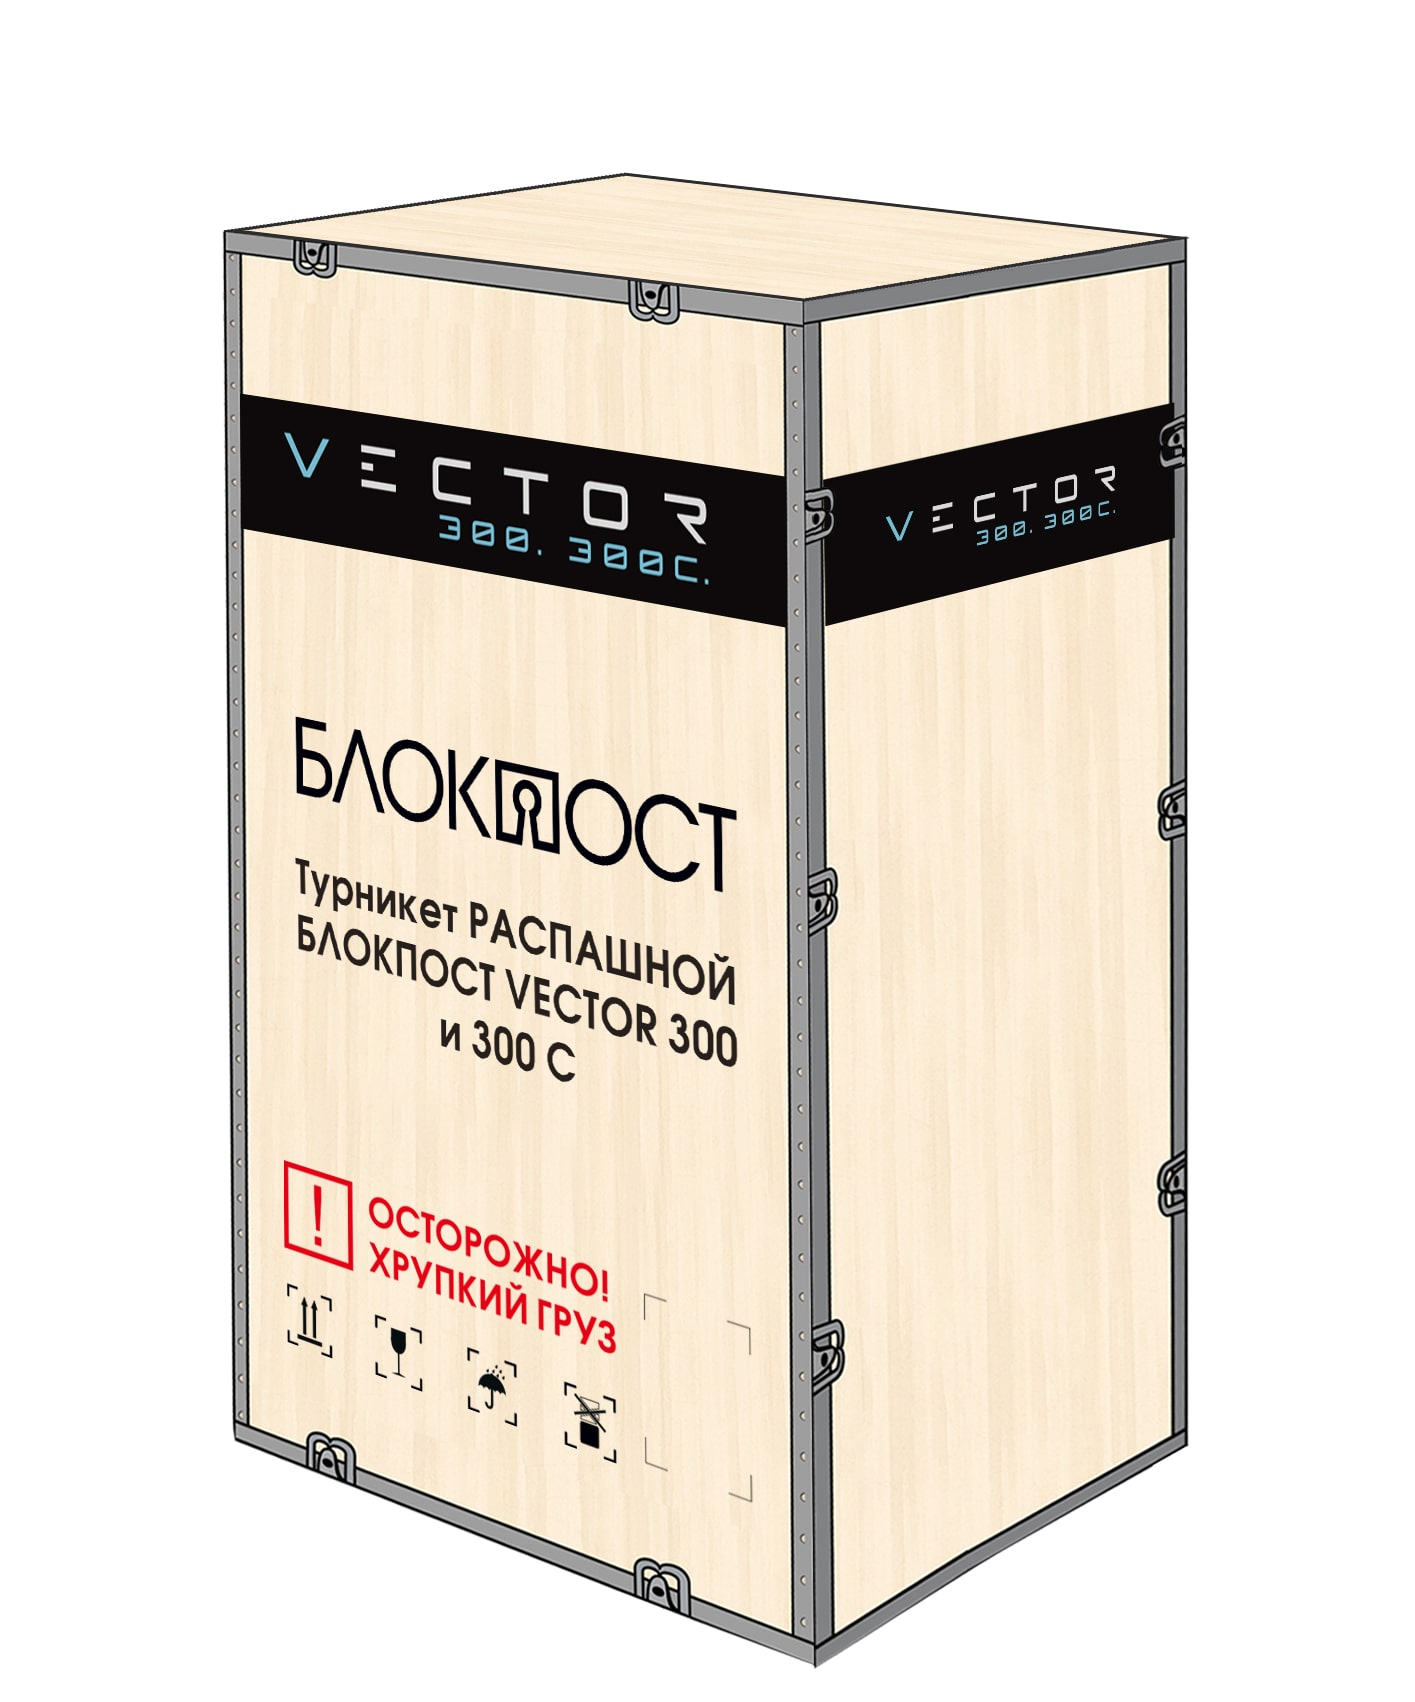 VECTOR
300. 300C.
VECTOR
300. 300C.
БЛОКПОСТ
Турникет РАСПАШНОЙ
БЛОКПОСТ VECTOR 300
и 300 С
!
ОСТОРОЖНО!
ХРУПКИЙ ГРУЗ